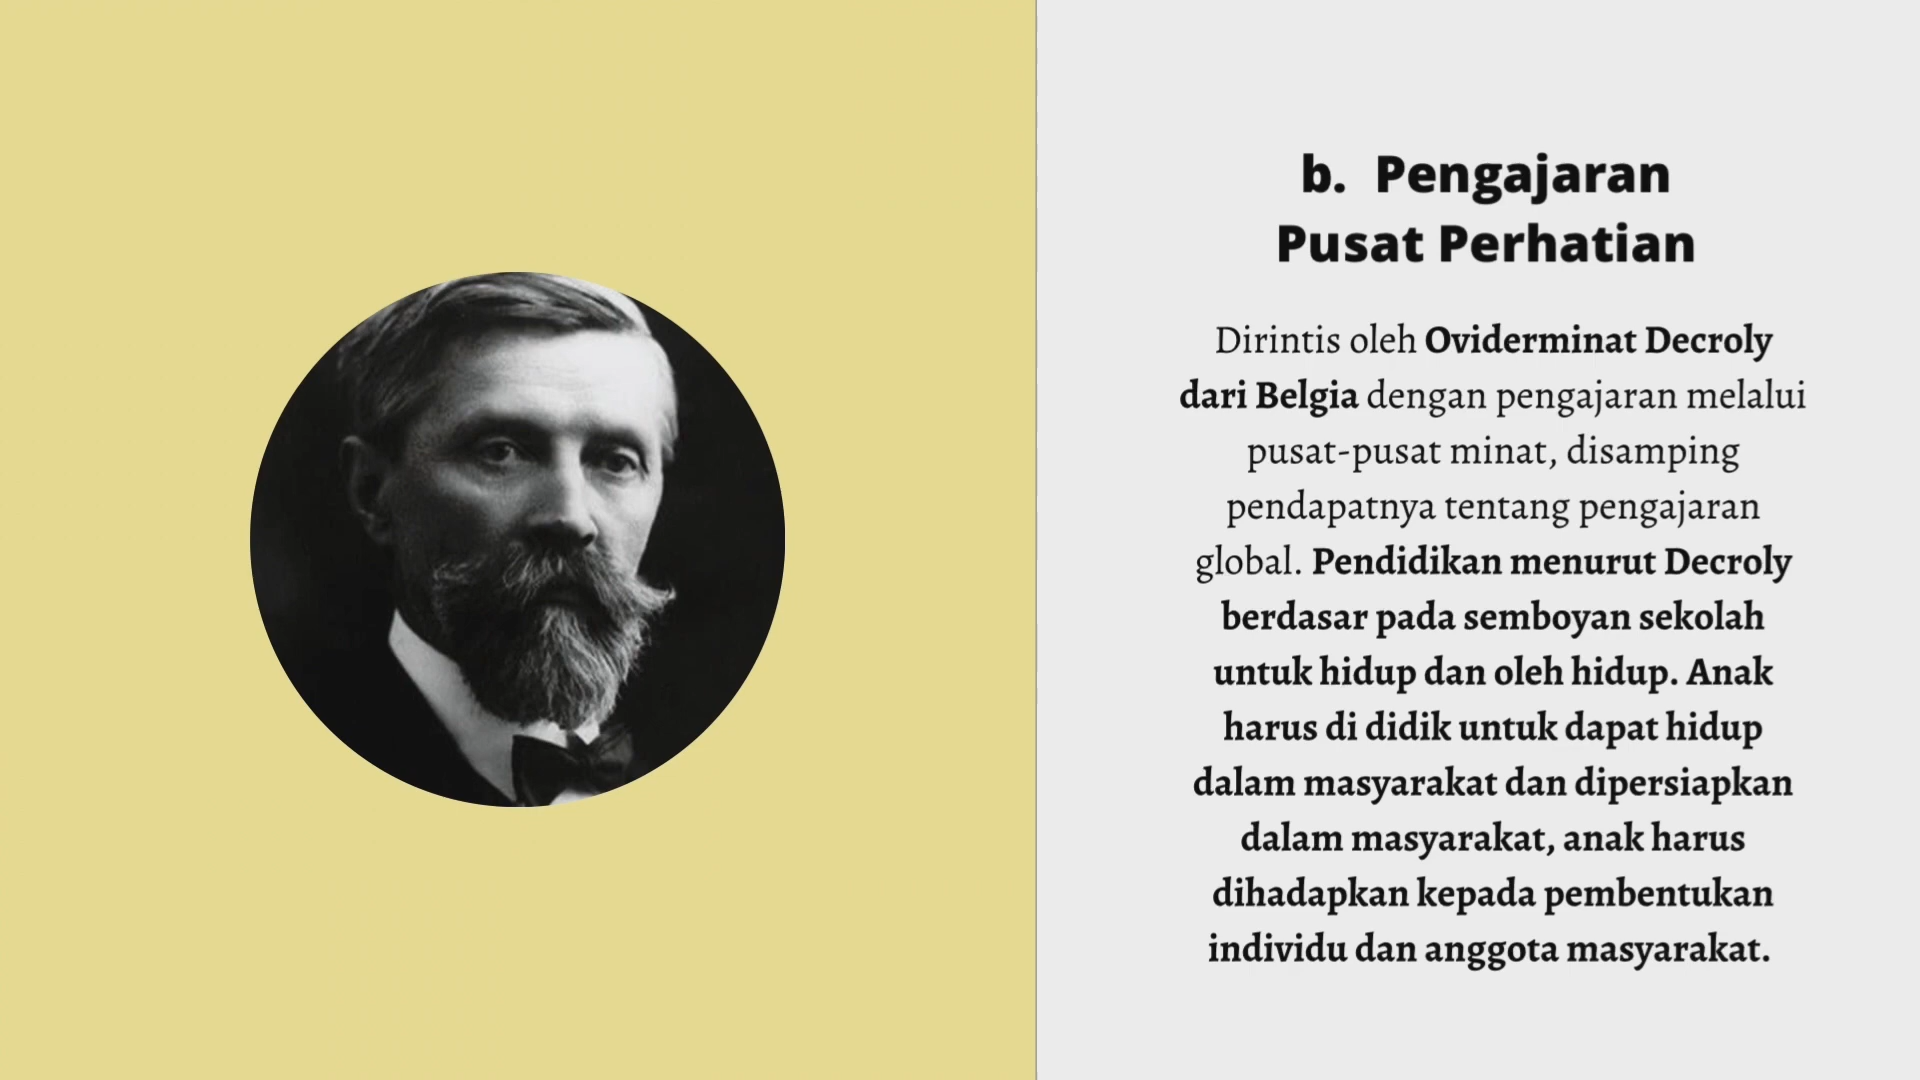 b. Pengajaran
Pusat Perhatian
Dirintis oleh Oviderminat Decroly
dari Belgia dengan pengajaran melalui
pusat-pusat minat, disamping
pendapatnya tentang pengajaran
global. Pendidikan menurut Decroly
berdasar pada semboyan sekolah
untuk hidup dan oleh hidup. Anak
harus di didik untuk dapat hidup
dalam masyarakat dan dipersiapkan
dalam masyarakat, anak harus
dihadapkan kepada pembentukan
individu dan anggota masyarakat.